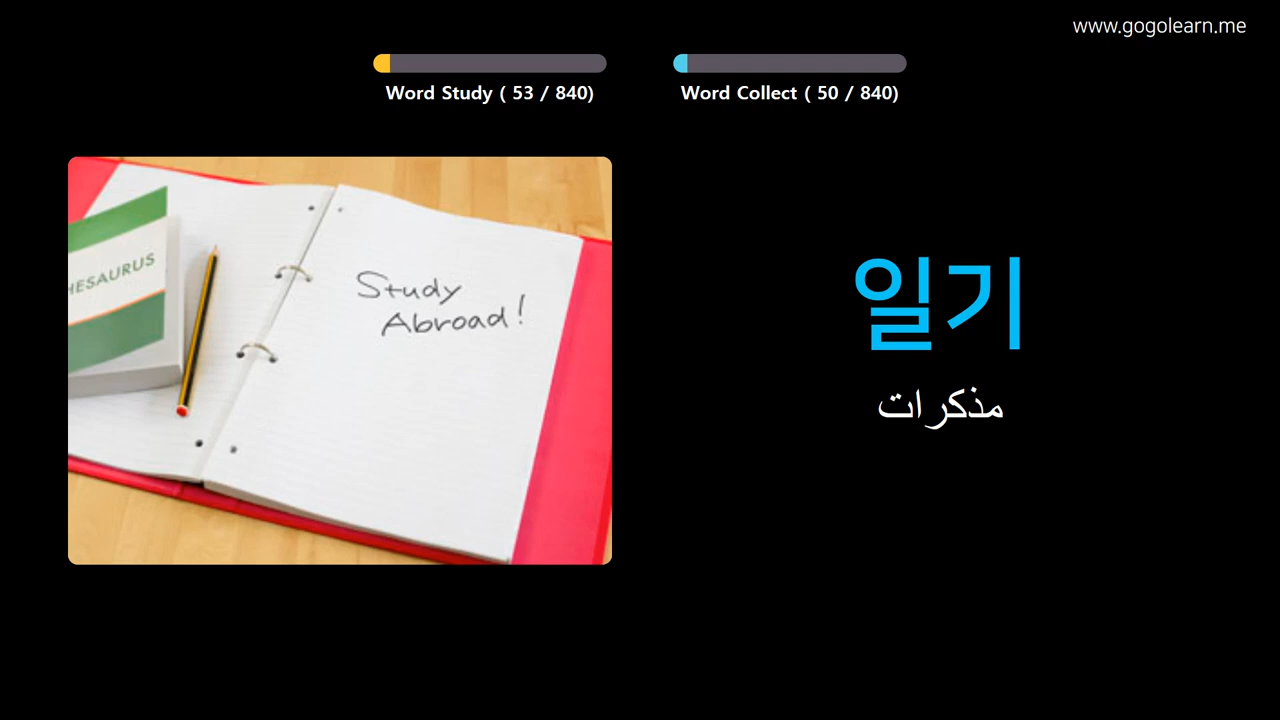 www.gogolearn.me
Word Study ( 53 / 840)
Word Collect ( 50 / 840)
HESAURUS
Study
Abroad!
일기
مذكرات